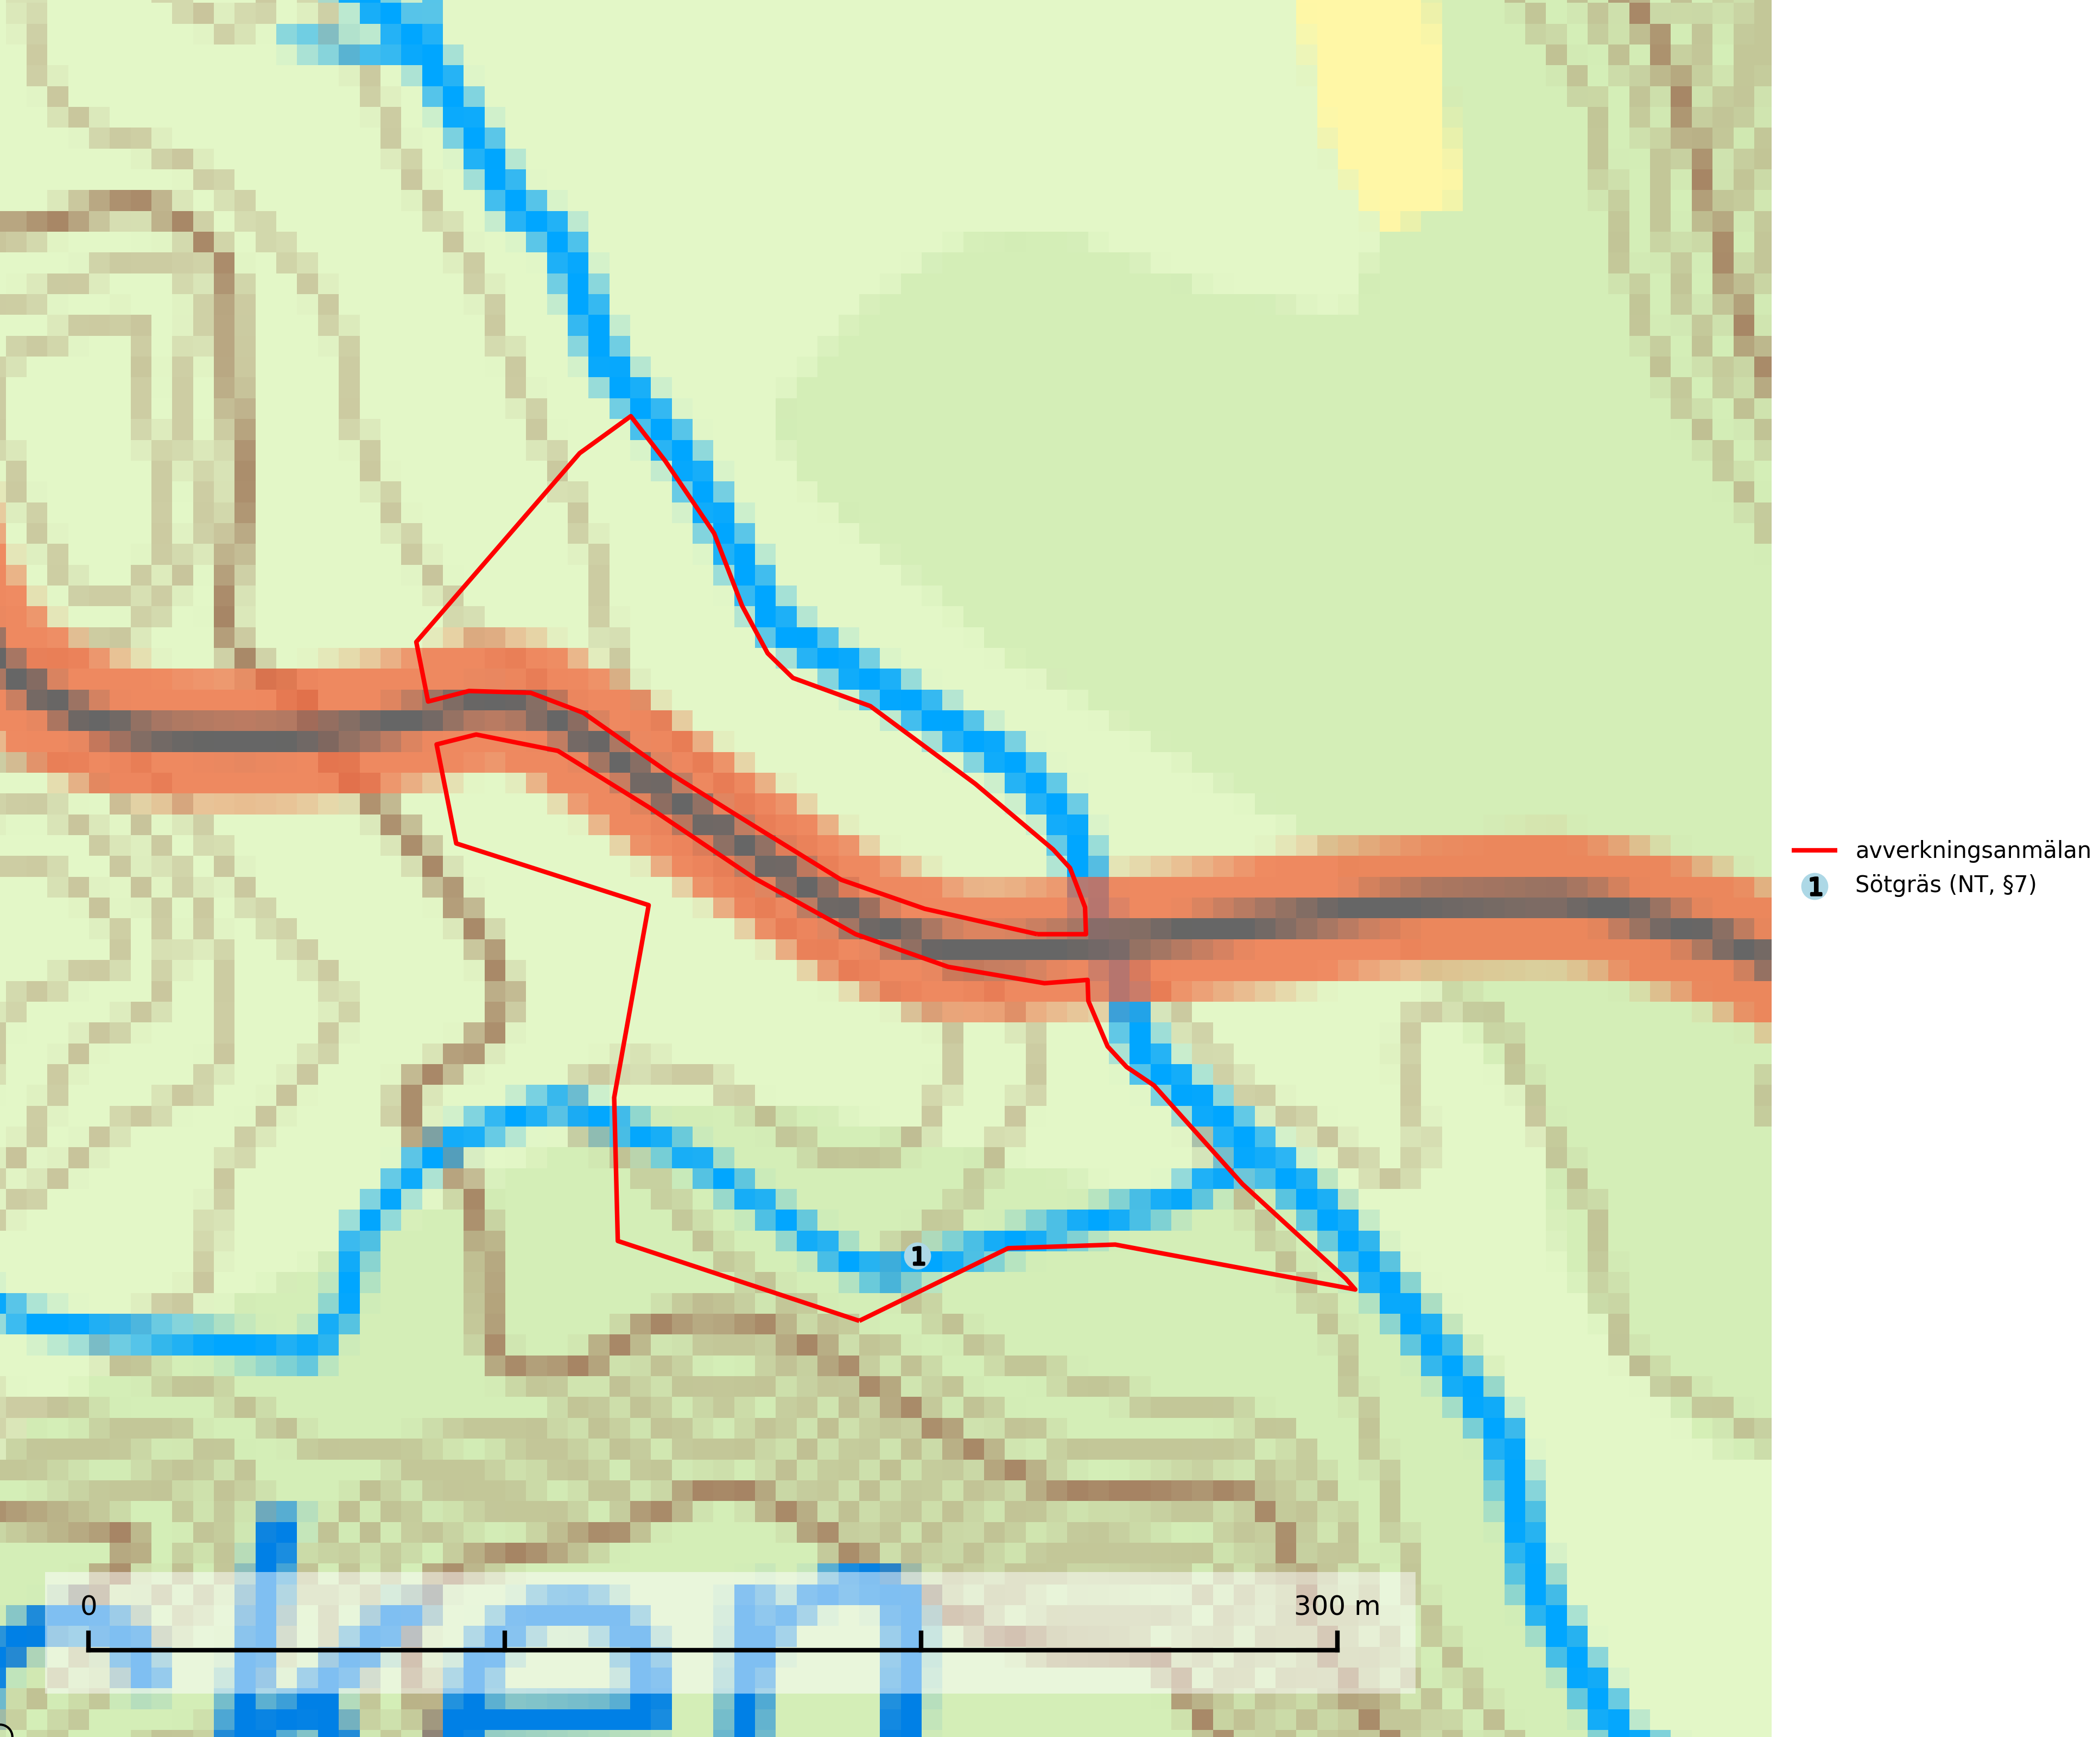 avverkningsanmälan
1 Sötgräs (NT, §7)
1
0 300 m